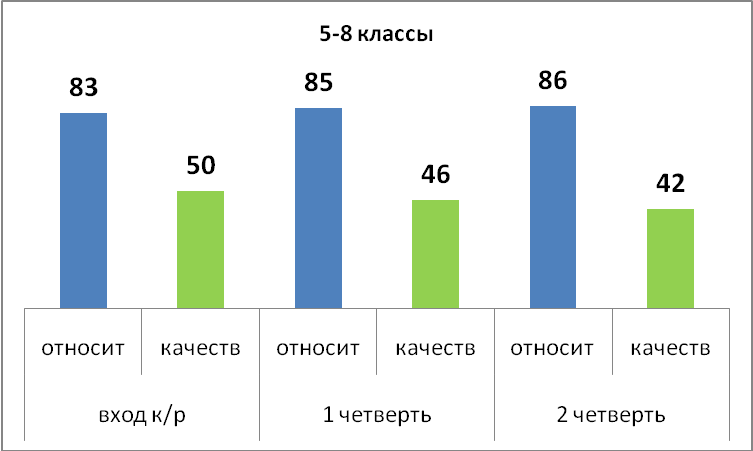 5-8 классы
83
50
85
46
86
42
относит
качеств
относит
качеств
относит
качеств
вход к/р
1 четверть
2 четверть